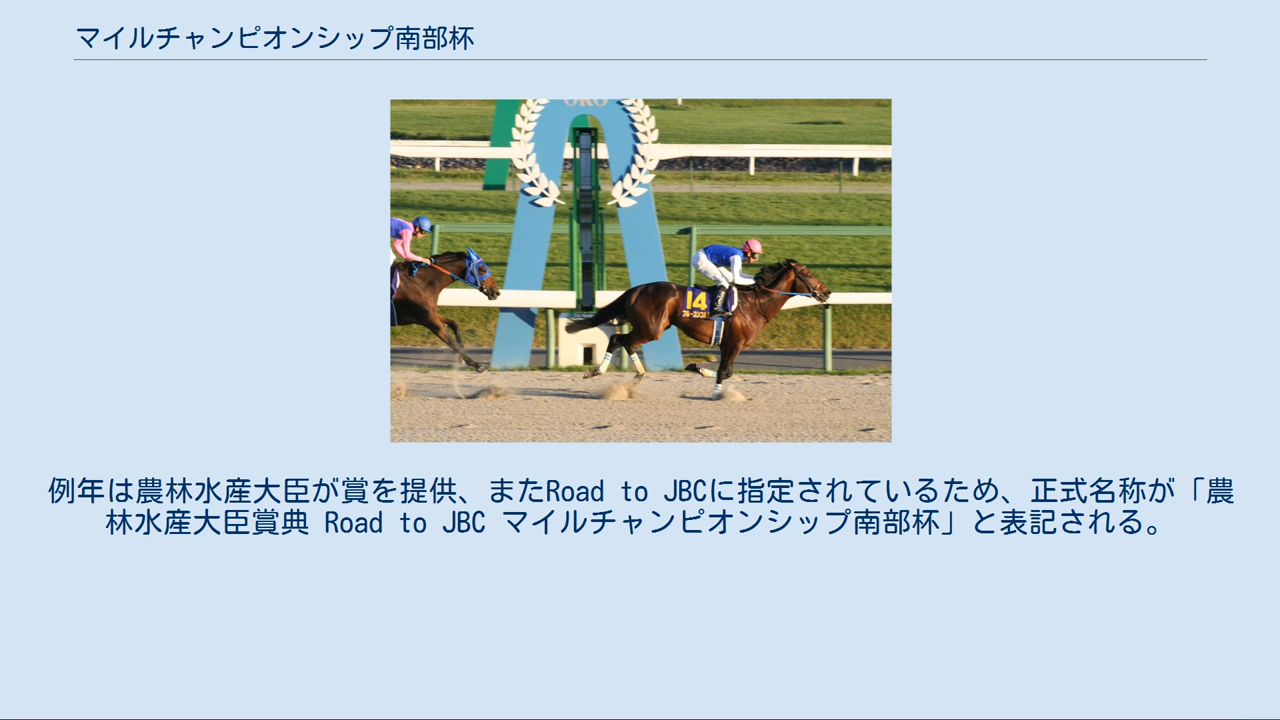 マイルチャンピオンシップ南部杯
ORO
14
例年は農林水産大臣が賞を提供、またRoad to JBCに指定されているため、正式名称が「農
林水産大臣賞典 Road to JBC マイルチャンピオンシップ南部杯」と表記される。